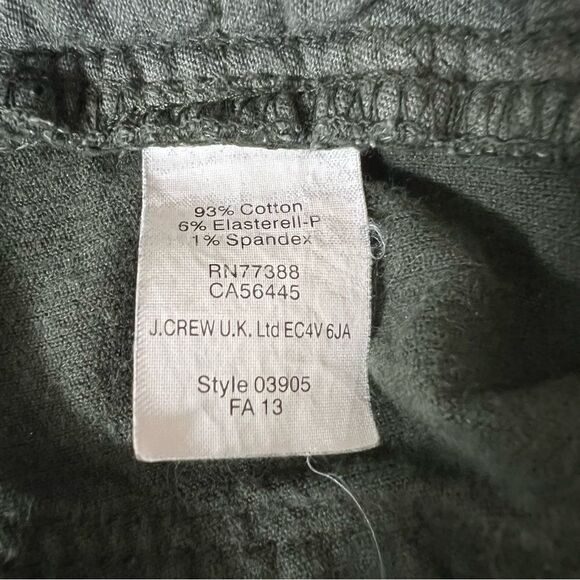 93% Cotton
6% Elasterell-P
1% Spandex
RN77388
CA56445
J.CREW U.K. Ltd EC4V 6JA
Style 03905
FA 13